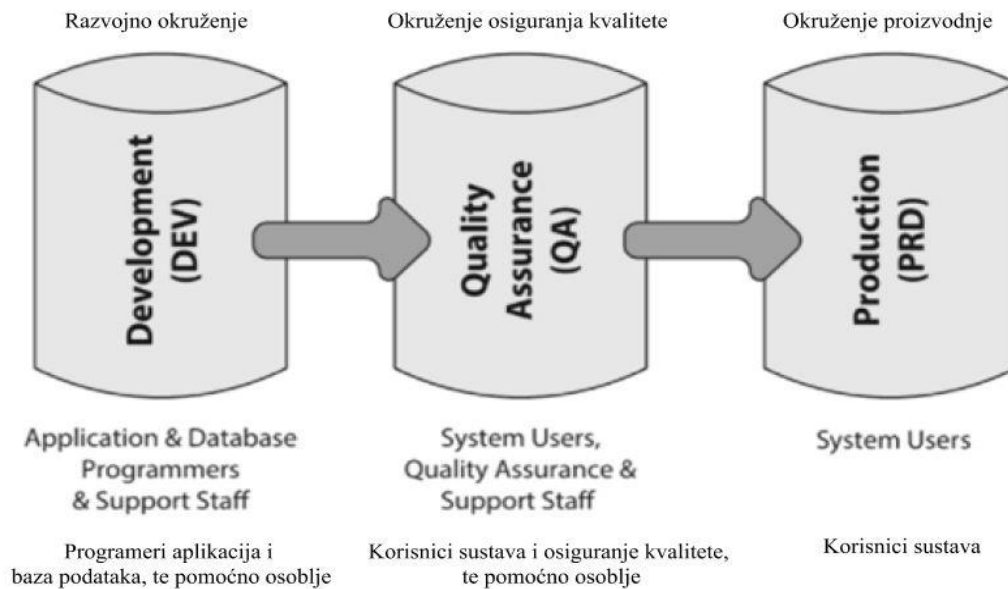 Razvojno okruženje
Okruženje osiguranja kvalitete
Okruženje proizvodnje
Development
(DEV)
Quality
Assurance
(QA)
Production
(PRD)
Application & Database
Programmers
& Support Staff
System Users,
Quality Assurance &
Support Staff
System Users
Programeri aplikacija i
baza podataka, te pomoćno osoblje
Korisnici sustava i osiguranje kvalitete,
te pomoćno osoblje
Korisnici sustava